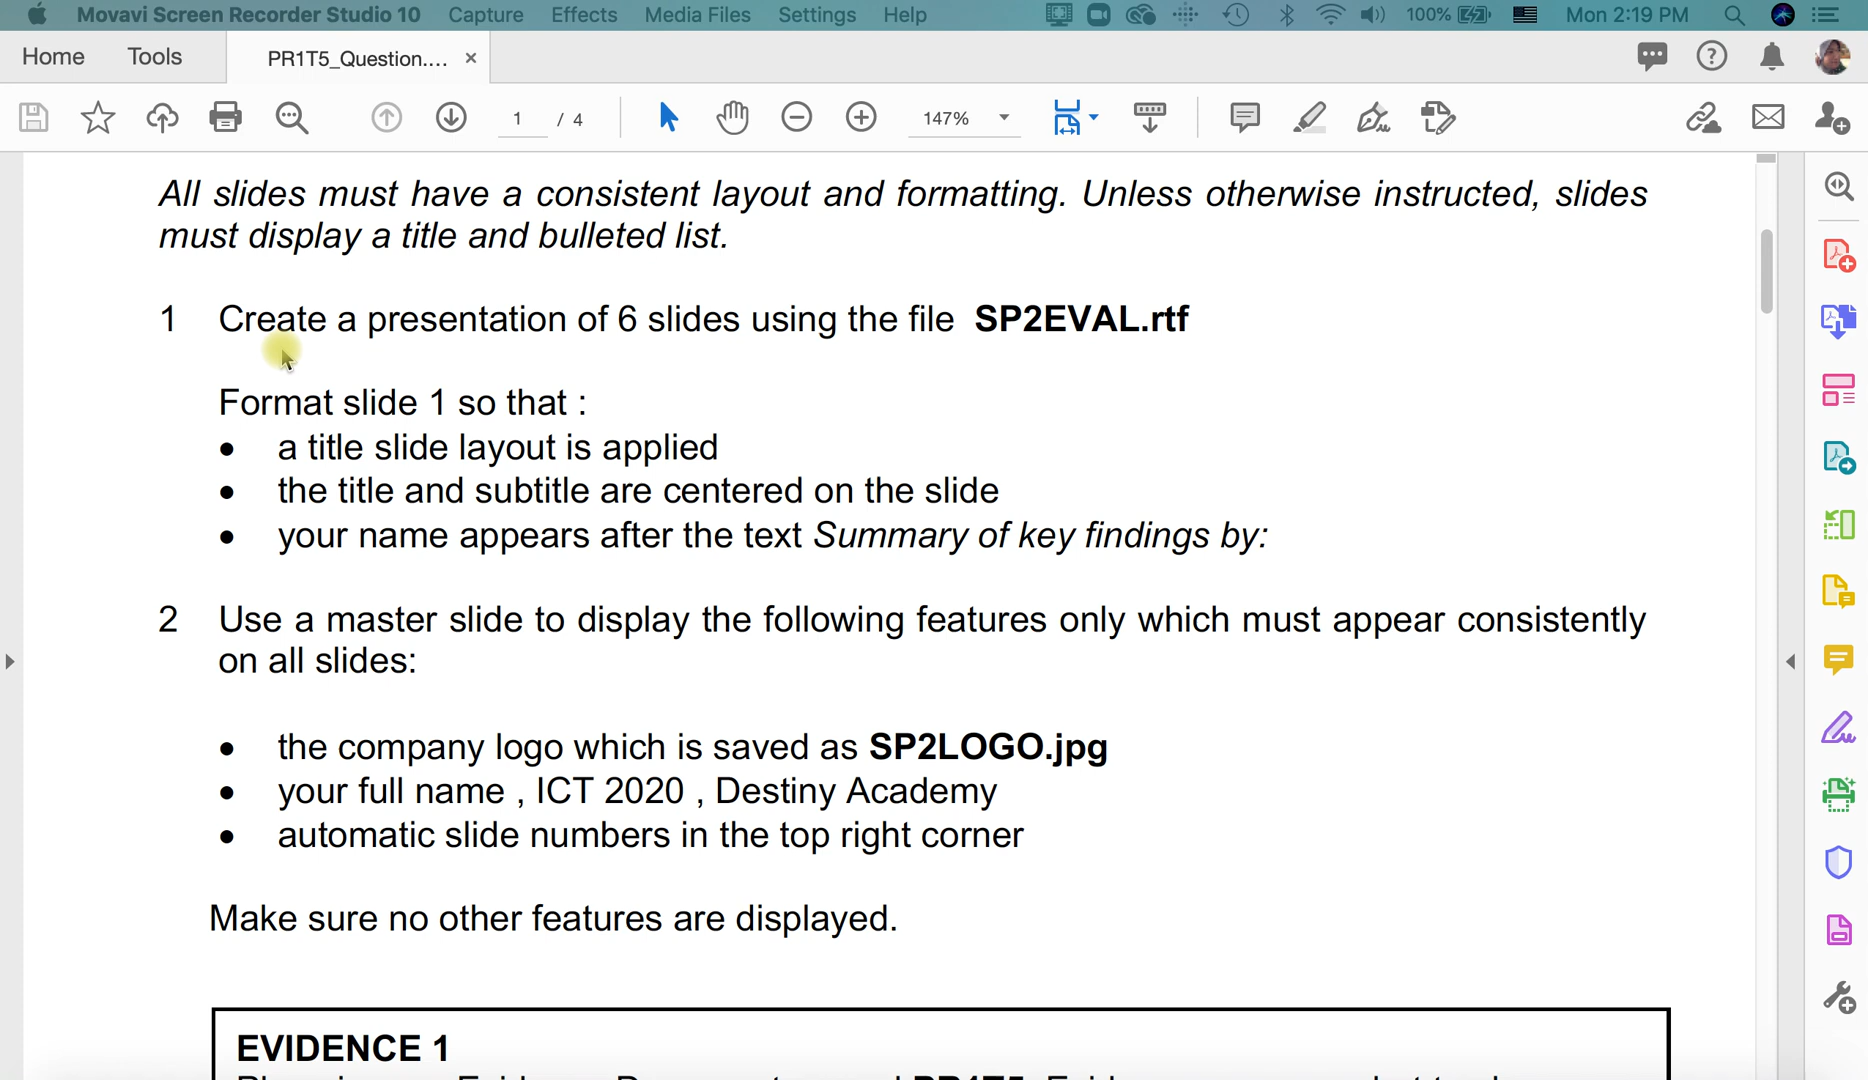 Movavi Screen Recorder Studio 10 Capture Effects Media Files Settings Help 100% Mon 2:19 PM
Home Tools PR1T5_Question.... ×
1 / 4 147%
All slides must have a consistent layout and formatting. Unless otherwise instructed, slides
must display a title and bulleted list.
1 Create a presentation of 6 slides using the file SP2EVAL.rtf
Format slide 1 so that :
• a title slide layout is applied
• the title and subtitle are centered on the slide
• your name appears after the text Summary of key findings by:
2 Use a master slide to display the following features only which must appear consistently
on all slides:
• the company logo which is saved as SP2LOGO.jpg
• your full name , ICT 2020 , Destiny Academy
• automatic slide numbers in the top right corner
Make sure no other features are displayed.
EVIDENCE 1